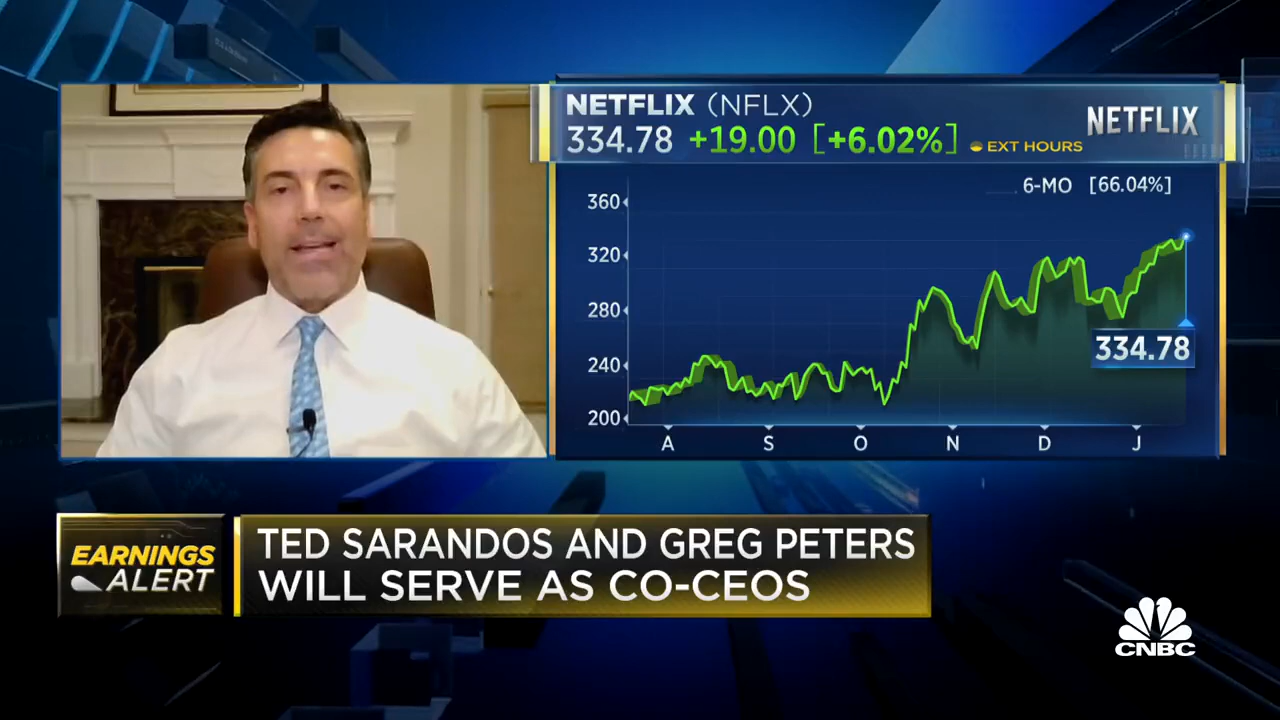 NETFLIX (NFLX)
334.78 +19.00 [+6.02%] EXT HOURS
NETFLIX
6-MO [66.04%]
360
320
280
240
200
334.78
A S O N D J
EARNINGS
ALERT
TED SARANDOS AND GREG PETERS
WILL SERVE AS CO-CEOS
CNBC